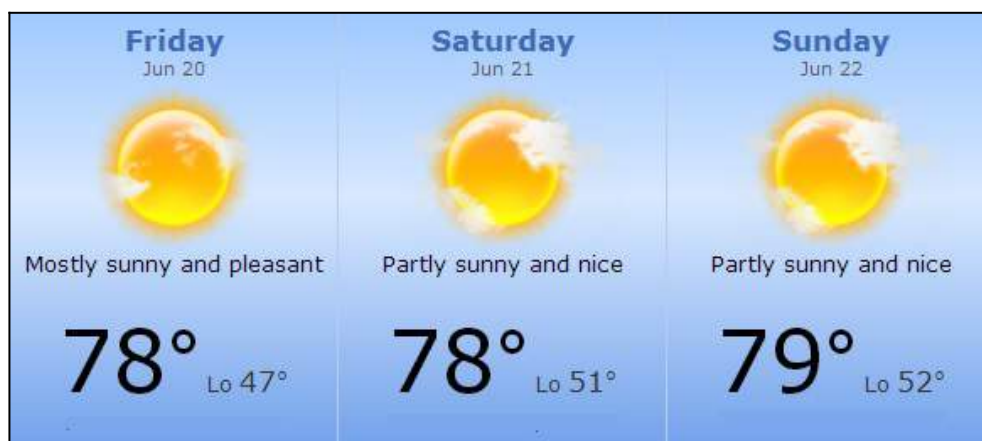 Friday
Jun 20
Mostly sunny and pleasant
78° Lo 47°
Saturday
Jun 21
Partly sunny and nice
78° Lo 51°
Sunday
Jun 22
Partly sunny and nice
79° Lo 52°